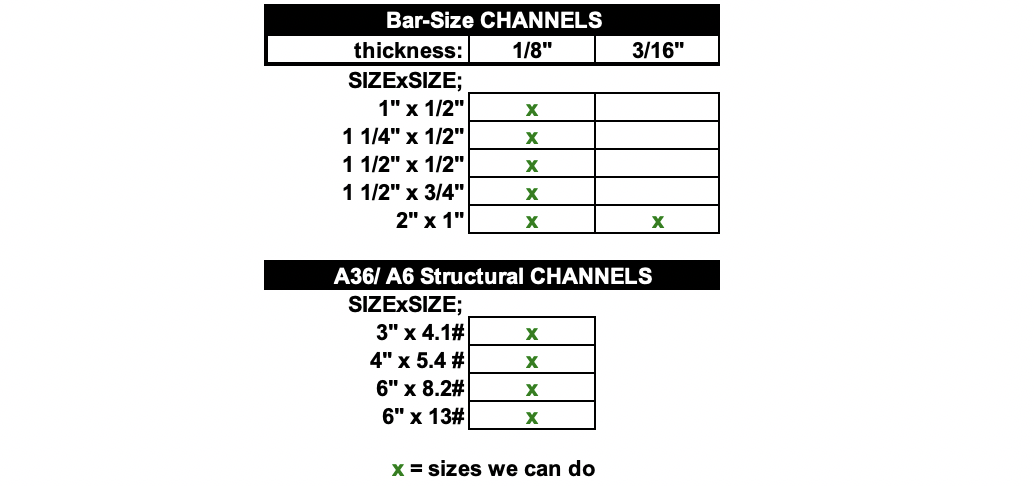 Bar-Size CHANNELS
thickness: 1/8" 3/16"
SIZExSIZE;
1" x 1/2" x
1 1/4" x 1/2" x
1 1/2" x 1/2" x
1 1/2" x 3/4" x
2" x 1" x x
A36/ A6 Structural CHANNELS
SIZExSIZE;
3" x 4.1# x
4" x 5.4 # x
6" x 8.2# x
6" x 13# x
x = sizes we can do